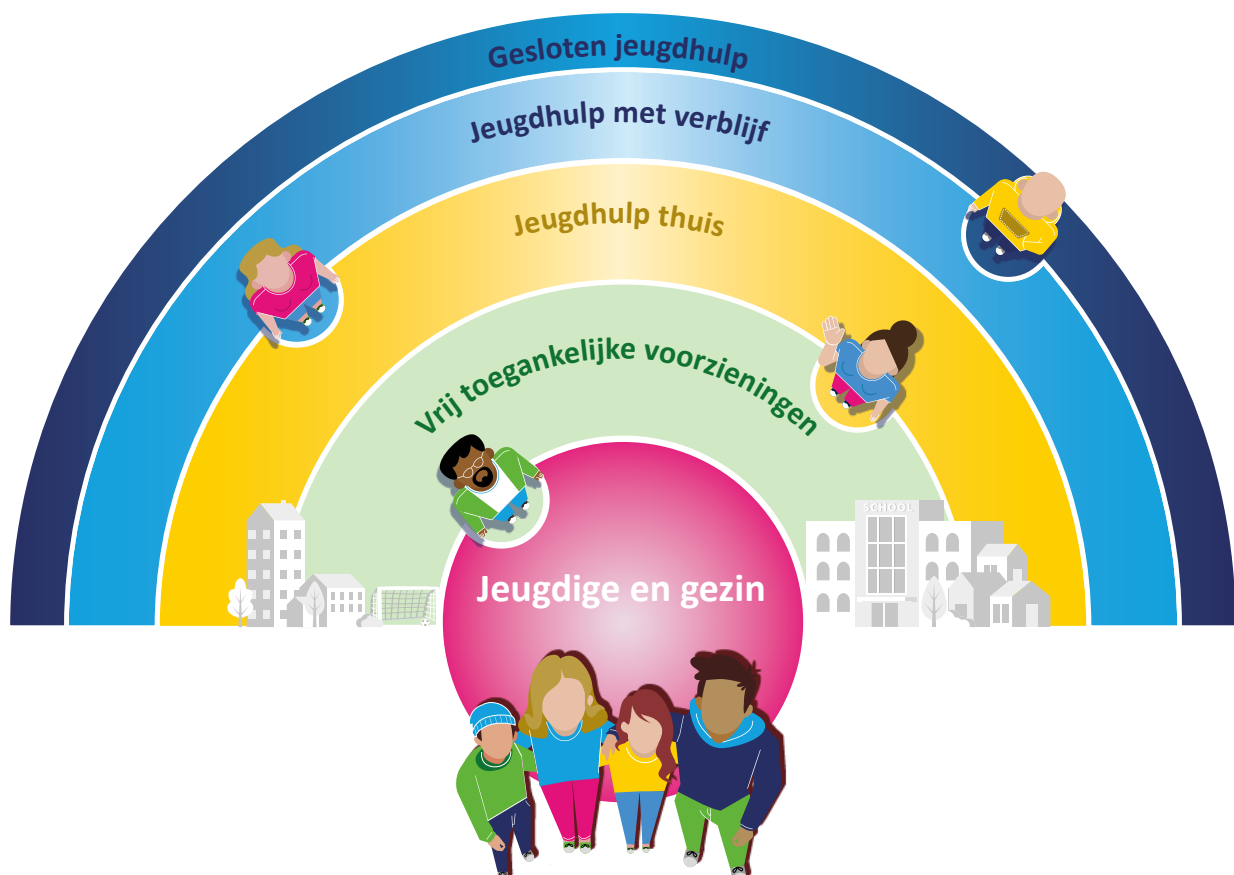 Gesloten jeugdhulp
Jeugdhulp met verblijf
Jeugdhulp thuis
Vrij toegankelijke voorzieningen
SCHOOL
Jeugdige en gezin